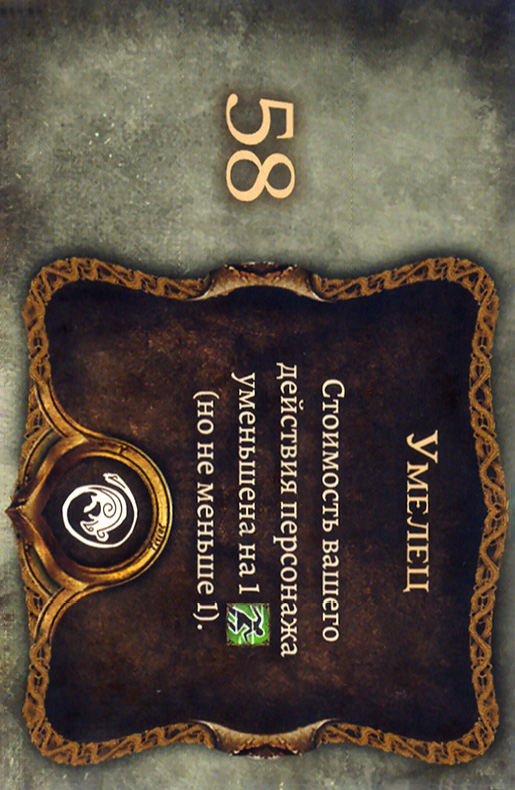 58
Умелец
Стоимость вашего
действия персонажа
уменьшена на 1
(но не меньше 1).